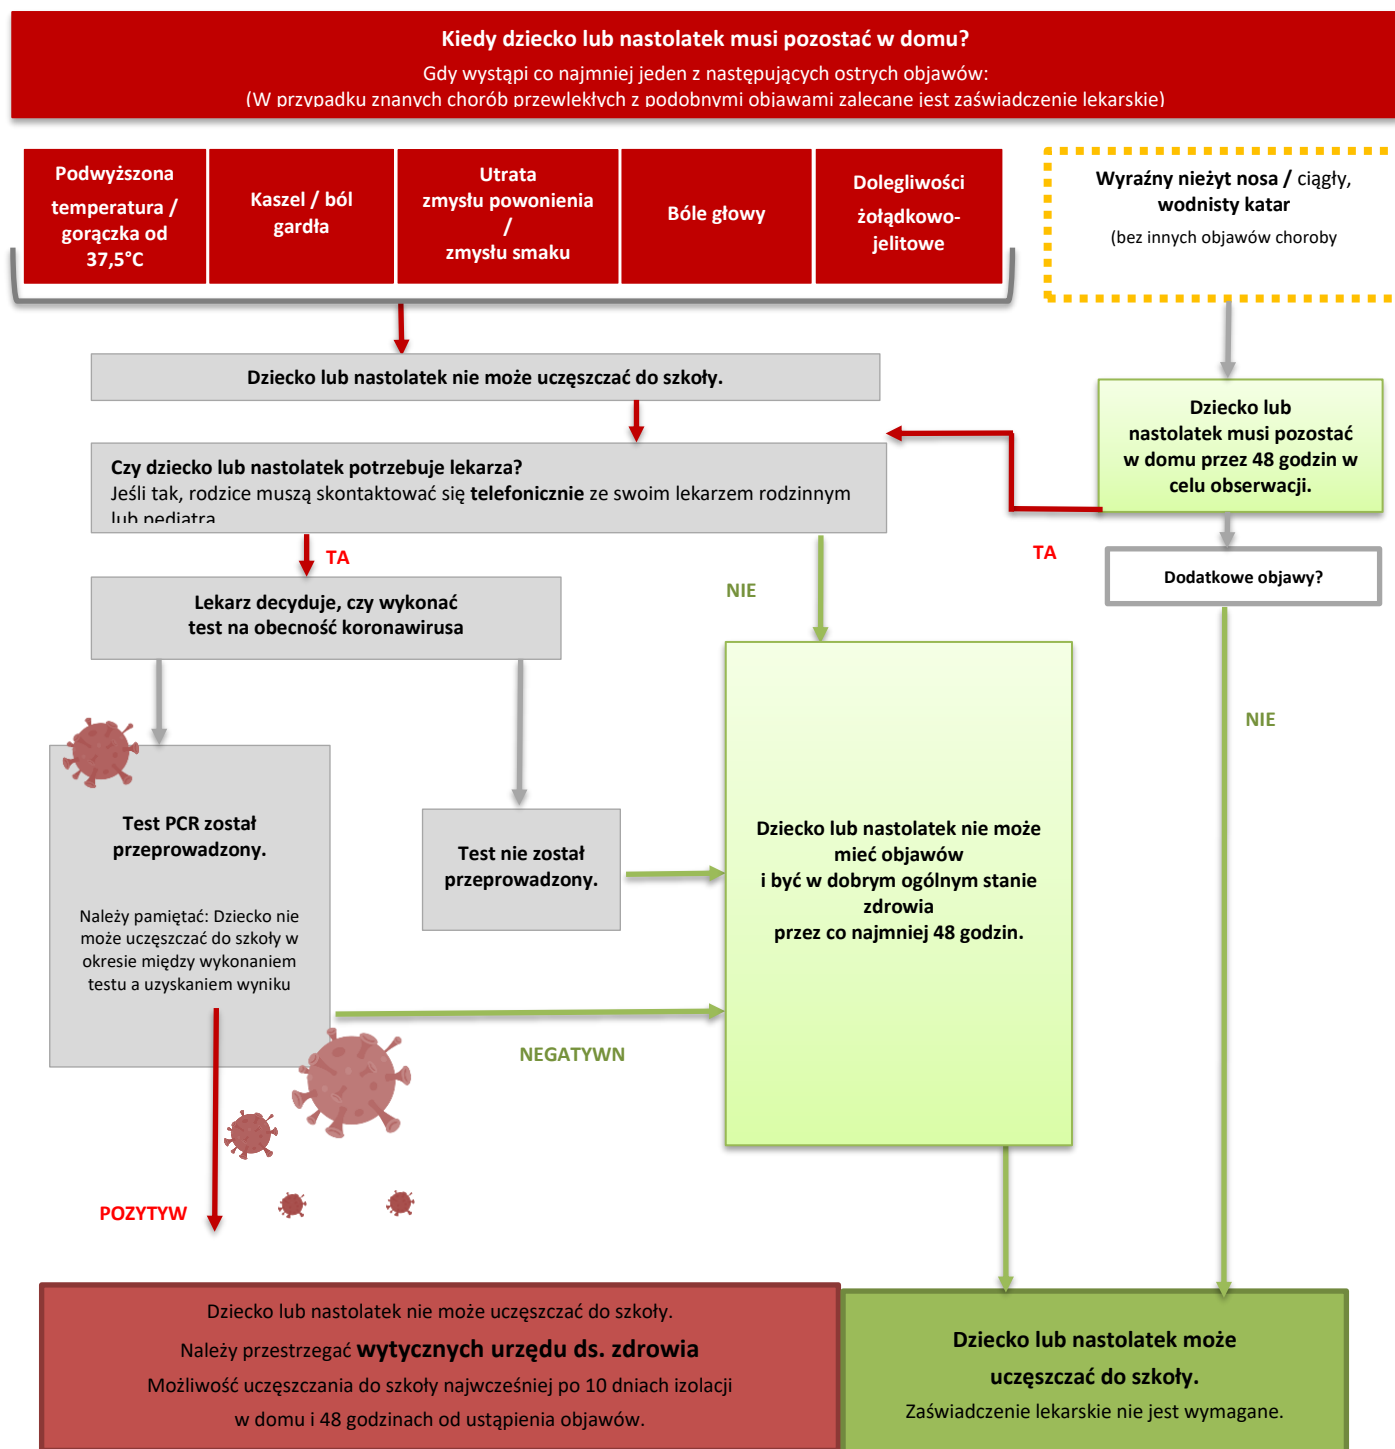 Kiedy dziecko lub nastolatek musi pozostać w domu?
Gdy wystąpi co najmniej jeden z następujących ostrych objawów:
(W przypadku znanych chorób przewlekłych z podobnymi objawami zalecane jest zaświadczenie lekarskie)
Podwyższona
temperatura /
gorączka od
37,5°C
Kaszel / ból
gardła
Utrata
zmysłu powonienia
/
zmysłu smaku
Bóle głowy
Dolegliwości
żołądkowo-
jelitowe
Wyraźny nieżyt nosa / ciągły,
wodnisty katar
(bez innych objawów choroby
Dziecko lub nastolatek nie może uczęszczać do szkoły.
Dziecko lub
nastolatek musi pozostać
w domu przez 48 godzin w
celu obserwacji.
Czy dziecko lub nastolatek potrzebuje lekarza?
Jeśli tak, rodzice muszą skontaktować się telefonicznie ze swoim lekarzem rodzinnym
lub pediatrą
TA
NIE
TA
Dodatkowe objawy?
Lekarz decyduje, czy wykonać
test na obecność koronawirusa
NIE
Test PCR został
przeprowadzony.
Należy pamiętać: Dziecko nie
może uczęszczać do szkoły w
okresie między wykonaniem
testu a uzyskaniem wyniku
Test nie został
przeprowadzony.
Dziecko lub nastolatek nie może
mieć objawów
i być w dobrym ogólnym stanie
zdrowia
przez co najmniej 48 godzin.
NEGATYWN
POZYTYW
Dziecko lub nastolatek nie może uczęszczać do szkoły.
Należy przestrzegać wytycznych urzędu ds. zdrowia
Możliwość uczęszczania do szkoły najwcześniej po 10 dniach izolacji
w domu i 48 godzinach od ustąpienia objawów.
Dziecko lub nastolatek może
uczęszczać do szkoły.
Zaświadczenie lekarskie nie jest wymagane.